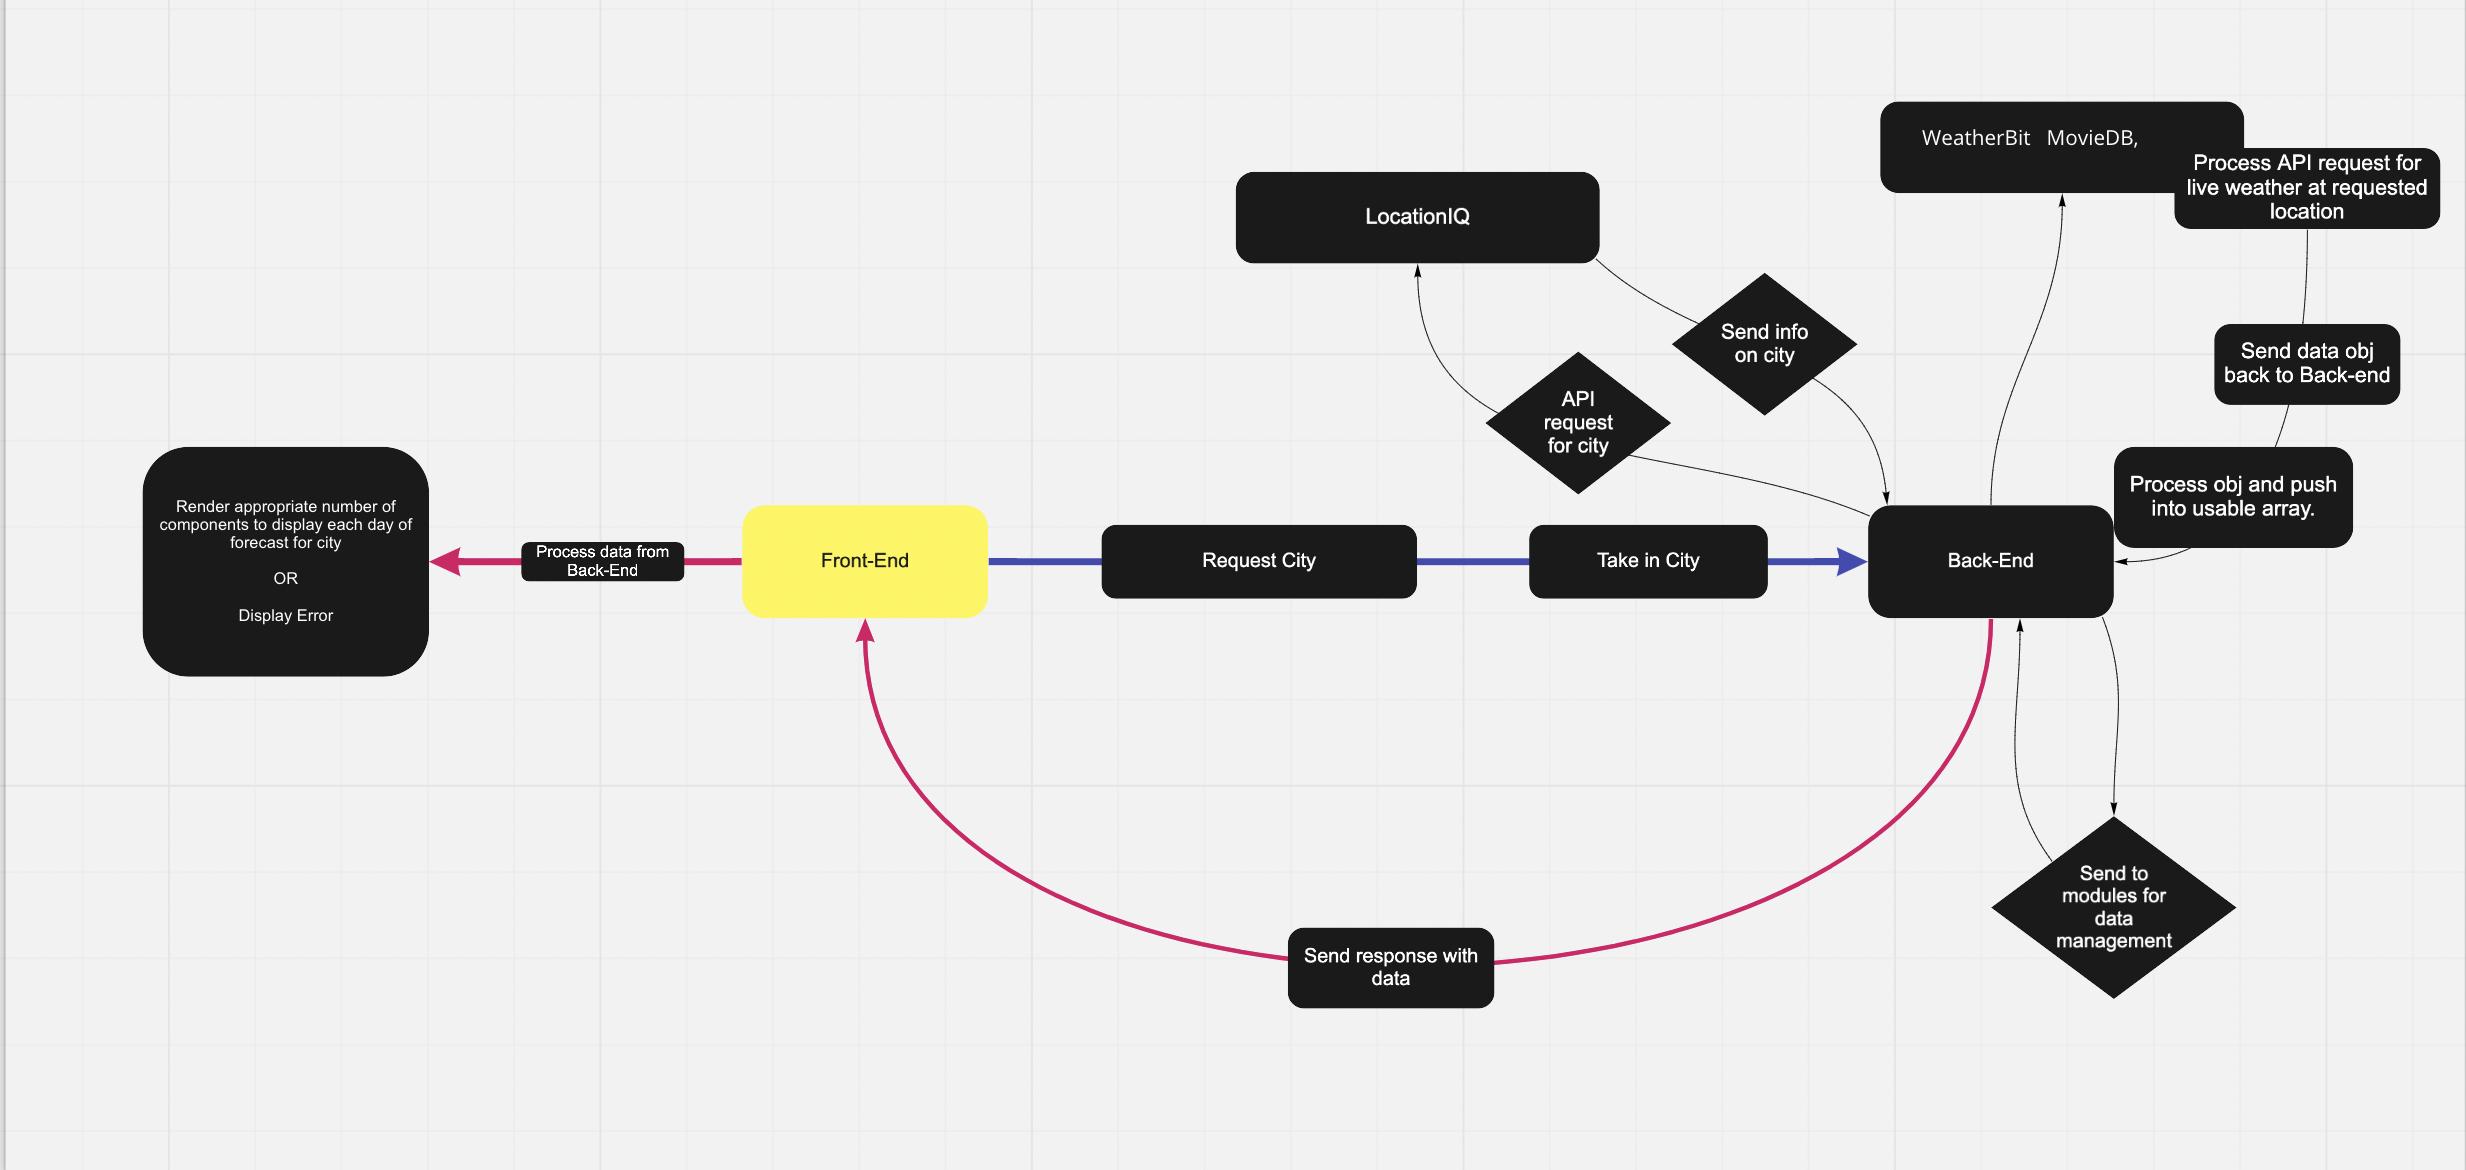 WeatherBit   MovieDB,
Process API request for
live weather at requested
location
LocationIQ
Send info
on city
Send data obj
back to Back-end
API
request
for city
Process obj and push
into usable array.
Render appropriate number of
components to display each day of
forecast for city
OR
Display Error
Process data from
Back-End
Front-End
Request City
Take in City
Back-End
Send to
modules for
data
management
Send response with
data